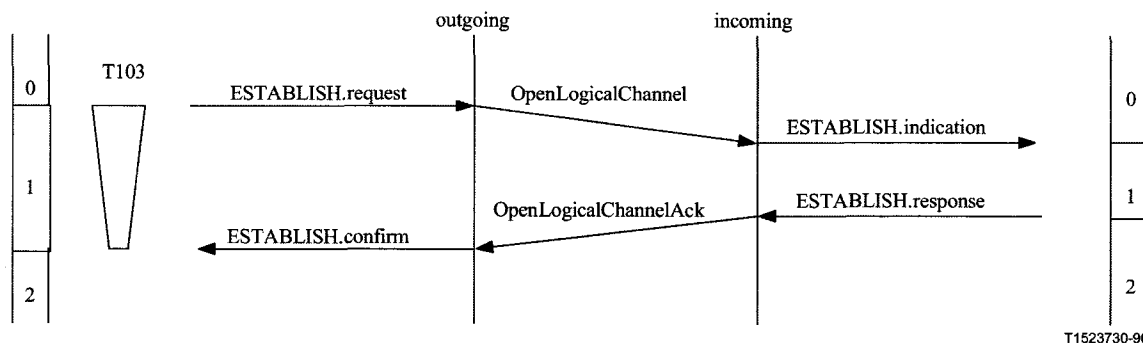 outgoing
incoming
T103
0
ESTABLISH.request
OpenLogicalChannel
0
ESTABLISH.indication
1
OpenLogicalChannelAck
ESTABLISH.response
1
ESTABLISH.confirm
2
2
T1523730-96